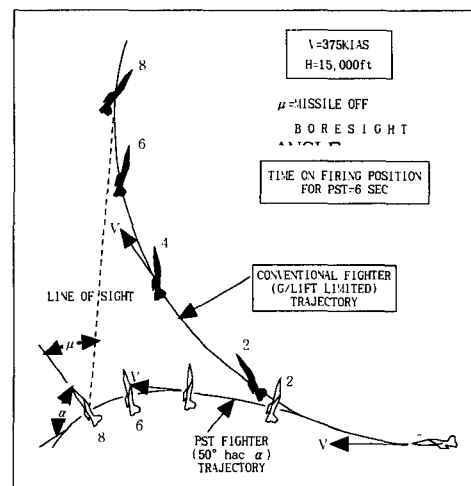 V=375KIAS
H=15,000ft
μ=MISSILE OFF
BORESIGHT
ANGLE
TIME ON FIRING POSITION
FOR PST=6 SEC
8
6
V
4
CONVENTIONAL FIGHTER
(G/LIFT LIMITED)
TRAJECTORY
LINE OF SIGHT
2
2
μ
V
α
8
6
PST FIGHTER
(50° hac α)
TRAJECTORY
V